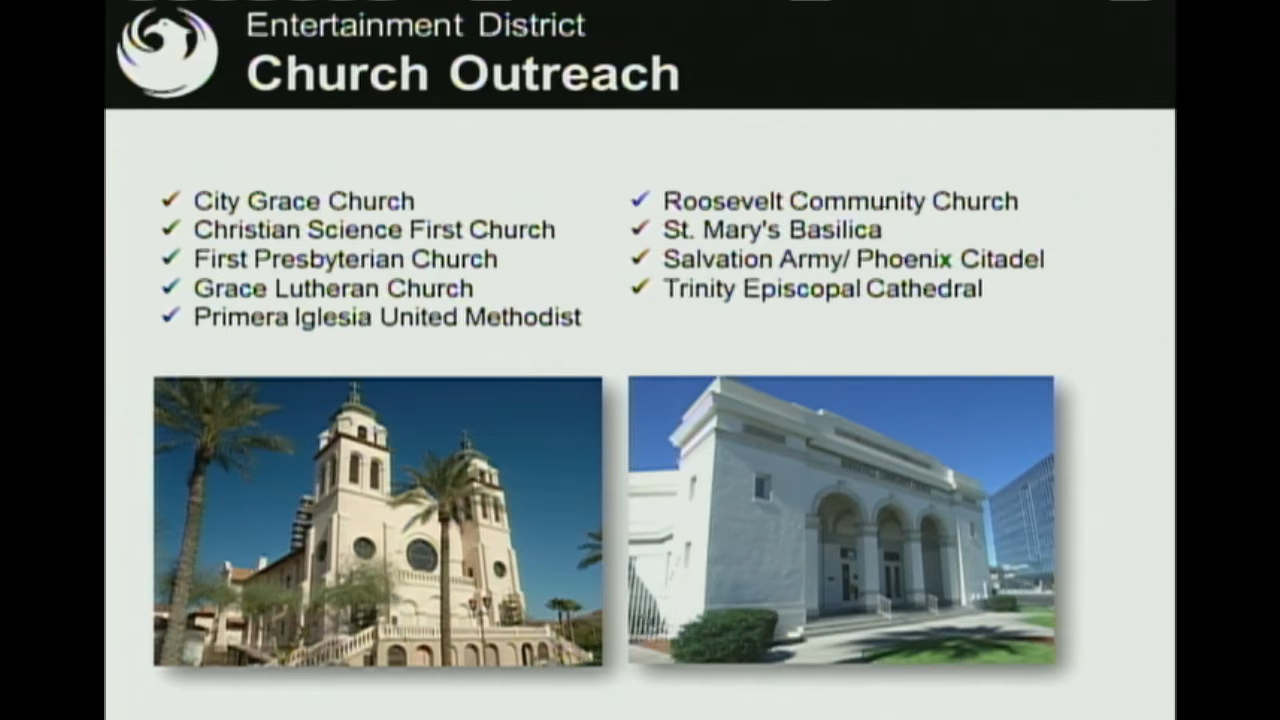 Entertainment District
Church Outreach
City Grace Church
Christian Science First Church
First Presbyterian Church
Grace Lutheran Church
Primera Iglesia United Methodist
Roosevelt Community Church
St. Mary's Basilica
Salvation Army/ Phoenix Citadel
Trinity Episcopal Cathedral